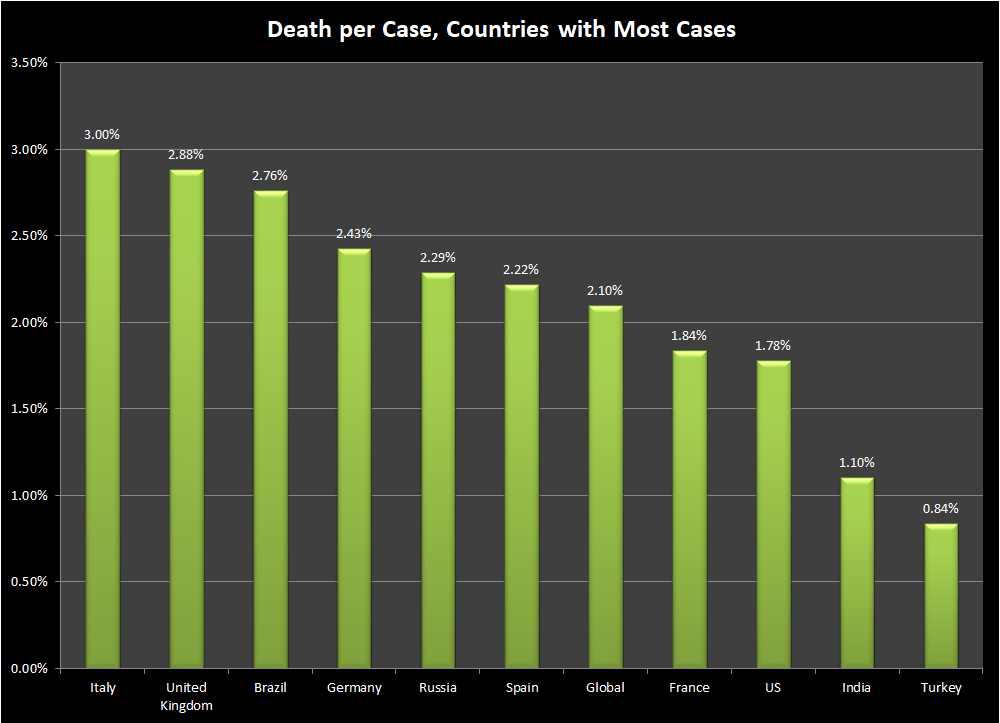 Death per Case, Countries with Most Cases
3.50%
3.00%
2.50%
2.00%
1.50%
1.00%
0.50%
0.00%
3.00%
2.88%
2.76%
2.43%
2.29%
2.22%
2.10%
1.84%
1.78%
1.10%
0.84%
Italy
United
Kingdom
Brazil
Germany
Russia
Spain
Global
France
US
India
Turkey